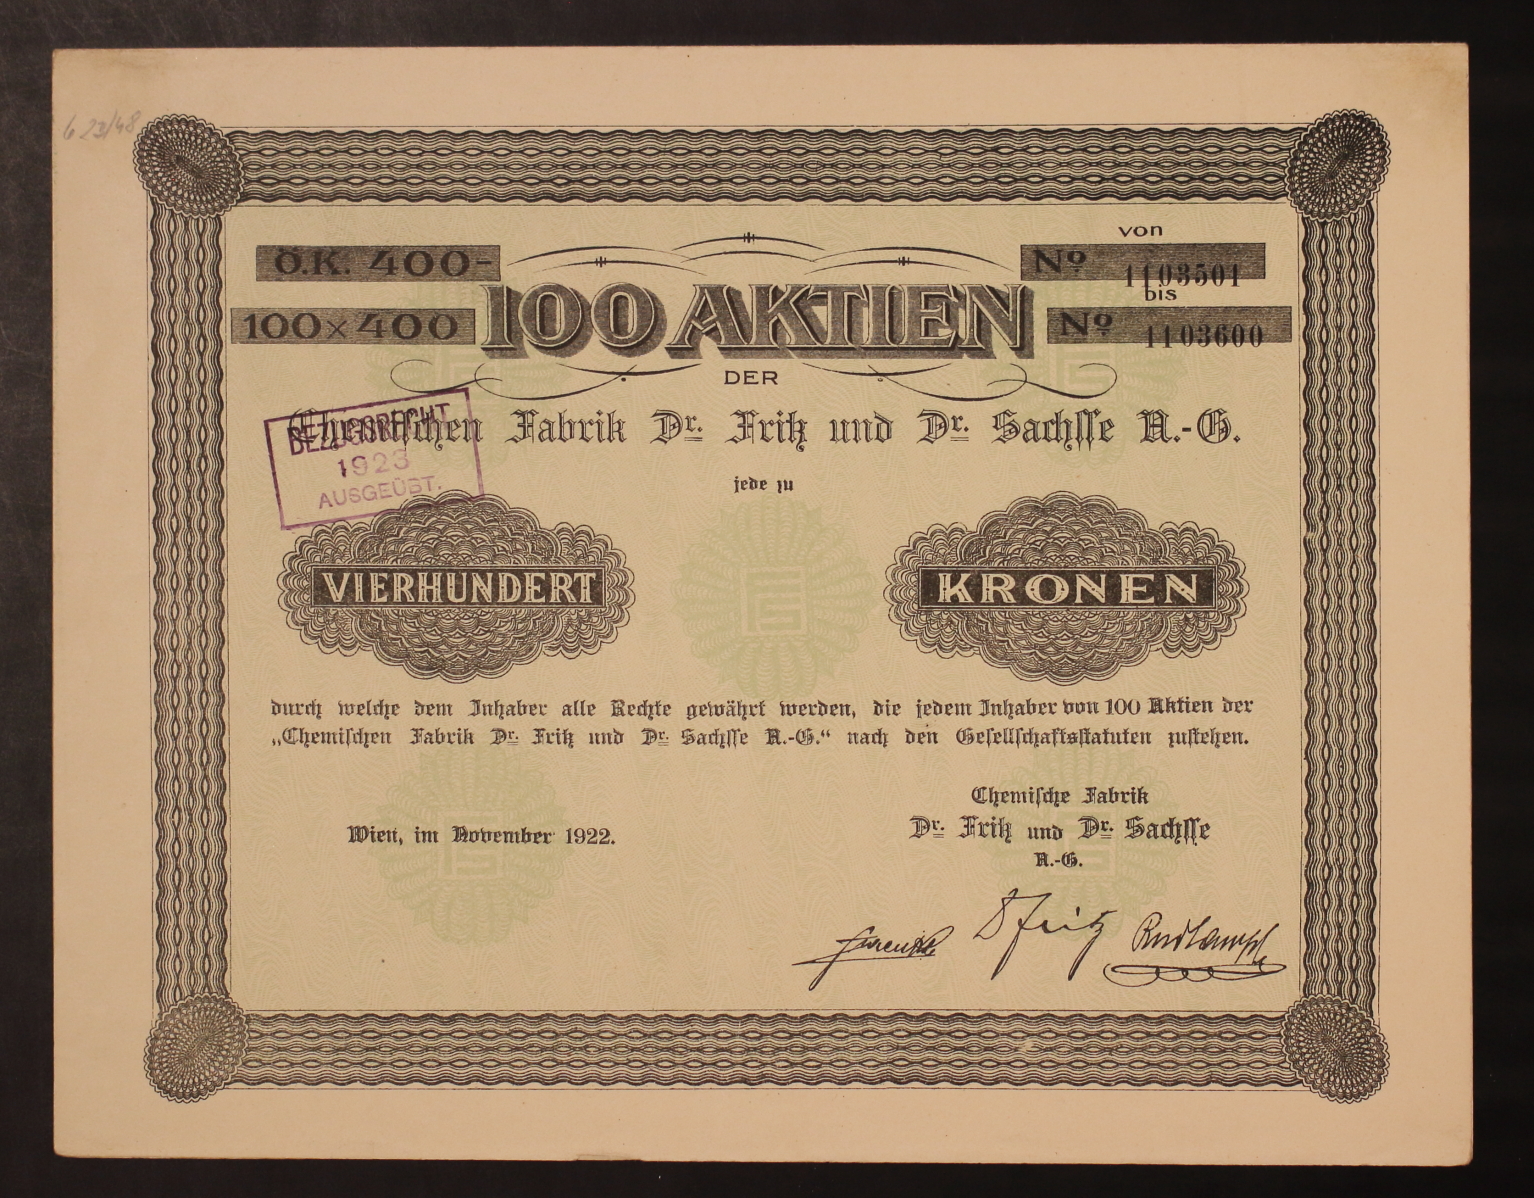 6 23/48
von
Ö.K. 400-
No 1103501
bis
100x400
100 AKTIEN
No 1103600
DER
Chemischen Fabrik Dr. Fritz und Dr. Sachsse A.-G.
BEZUGSRECHT
1923
AUSGEÜBT.
jede zu
VIERHUNDERT
KRONEN
durch welche dem Inhaber alle Rechte gewährt werden, die jedem Inhaber von 100 Aktien der
„Chemischen Fabrik Dr. Fritz und Dr. Sachsse A.-G.“ nach den Gesellschaftsstatuten zustehen.
Chemische Fabrik
Wien, im November 1922.
Dr. Fritz und Dr. Sachsse
A.-G.
D Fritz